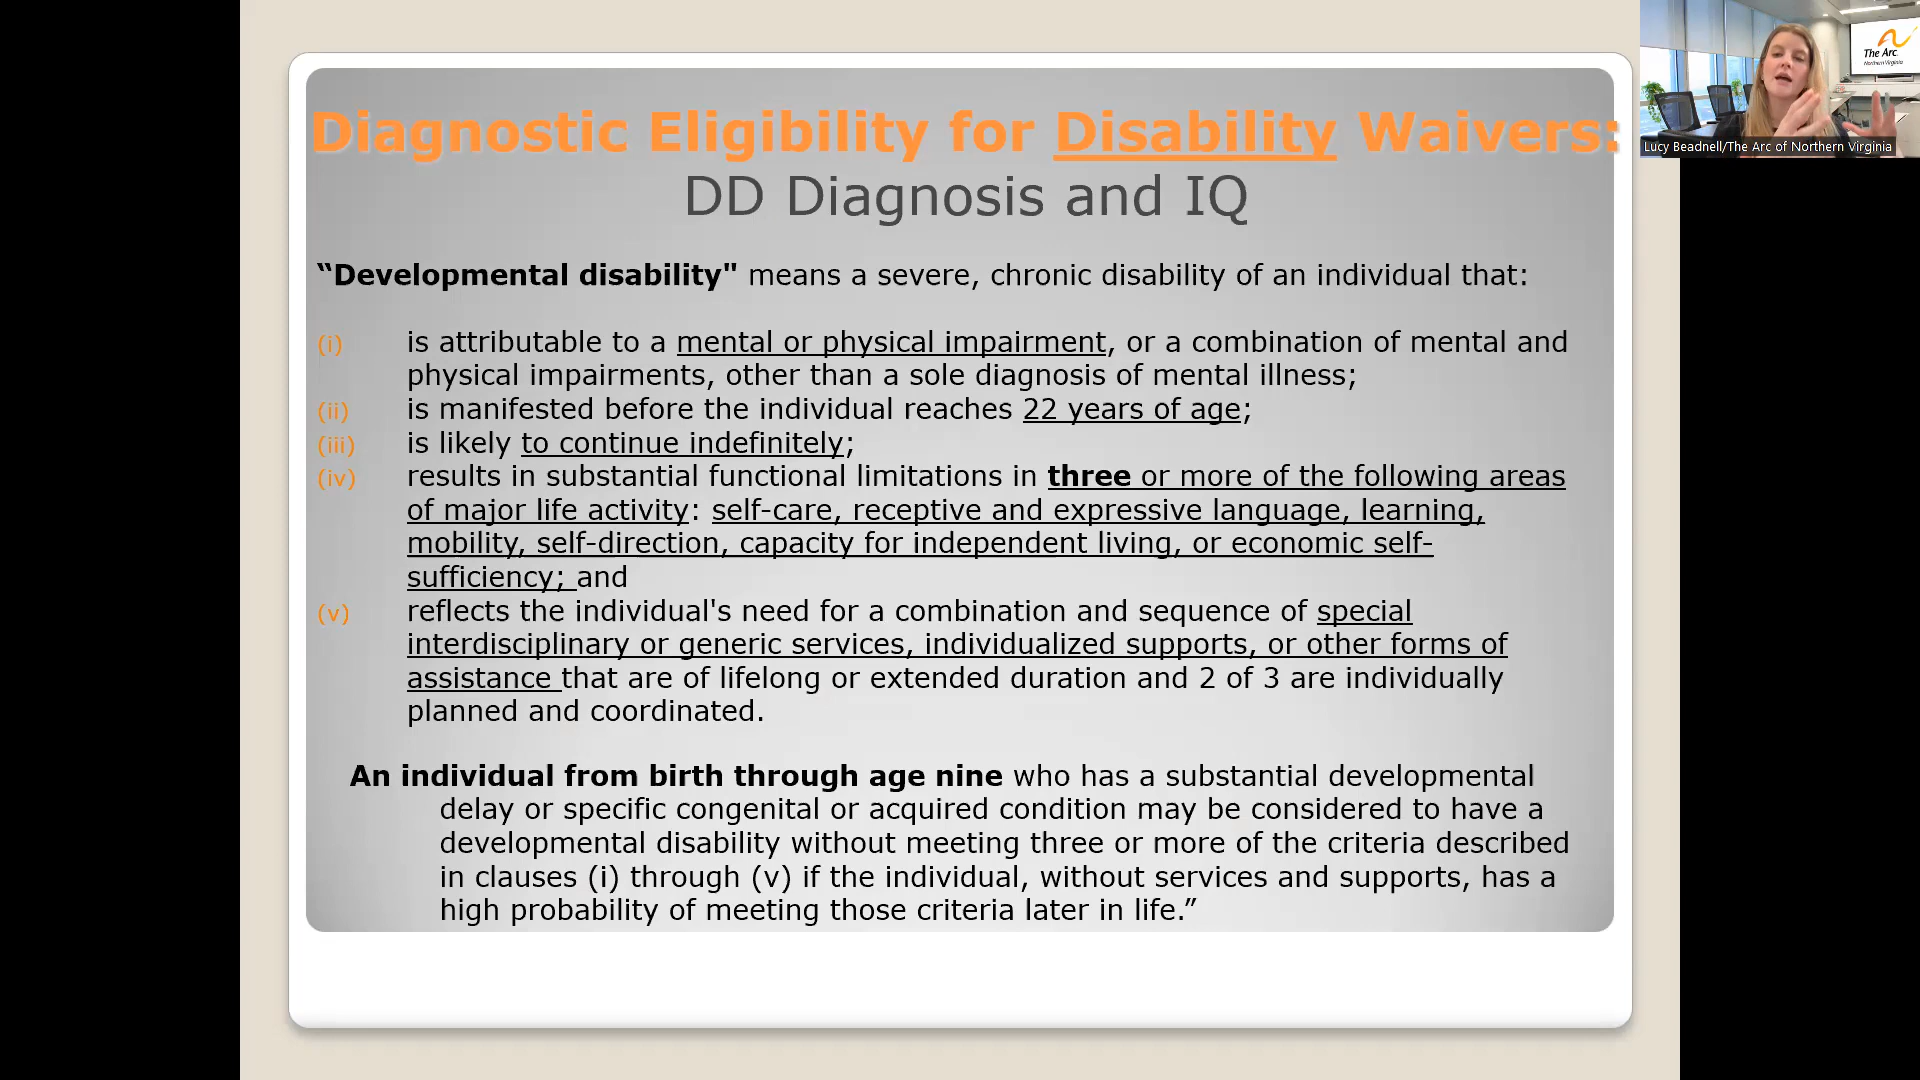 Diagnostic Eligibility for Disability Waivers:
DD Diagnosis and IQ
“Developmental disability" means a severe, chronic disability of an individual that:
(i) is attributable to a mental or physical impairment, or a combination of mental and
physical impairments, other than a sole diagnosis of mental illness;
(ii) is manifested before the individual reaches 22 years of age;
(iii) is likely to continue indefinitely;
(iv) results in substantial functional limitations in three or more of the following areas
of major life activity: self-care, receptive and expressive language, learning,
mobility, self-direction, capacity for independent living, or economic self-
sufficiency; and
(v) reflects the individual's need for a combination and sequence of special
interdisciplinary or generic services, individualized supports, or other forms of
assistance that are of lifelong or extended duration and 2 of 3 are individually
planned and coordinated.
An individual from birth through age nine who has a substantial developmental
delay or specific congenital or acquired condition may be considered to have a
developmental disability without meeting three or more of the criteria described
in clauses (i) through (v) if the individual, without services and supports, has a
high probability of meeting those criteria later in life.”
The Arc
Northern Virginia
Lucy Beadnell/The Arc of Northern Virginia